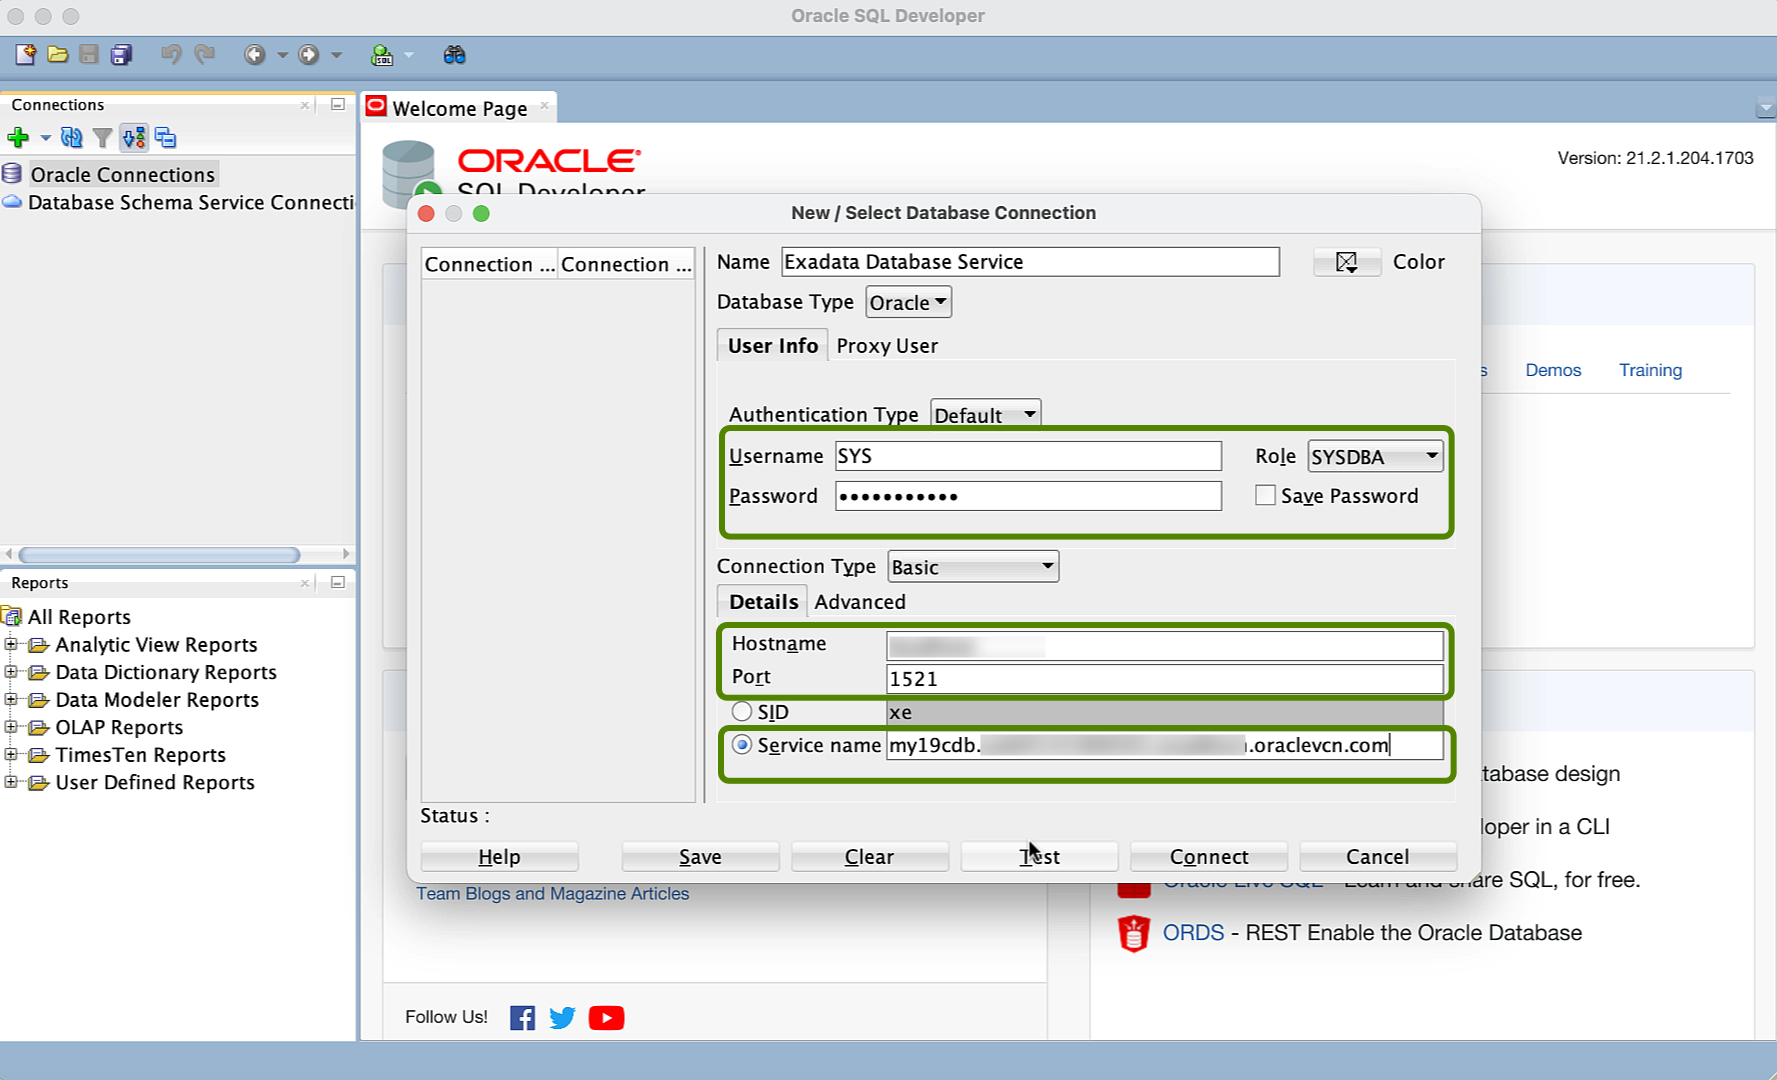 Oracle SQL Developer
Connections
Welcome Page
Oracle Connections
Database Schema Service Connecti
ORACLE
SQL Developer
Version: 21.2.1.204.1703
New / Select Database Connection
Connection ... Connection ...
Name Exadata Database Service Color
Database Type Oracle
User Info Proxy User
Demos Training
Authentication Type Default
Username SYS Role SYSDBA
Password ••••••••••• Save Password
Connection Type Basic
Details Advanced
Hostname
Port 1521
SID xe
Service name my19cdb. .oraclevcn.com
Status :
Help Save Clear Test Connect Cancel
Reports
All Reports
Analytic View Reports
Data Dictionary Reports
Data Modeler Reports
OLAP Reports
TimesTen Reports
User Defined Reports
tabase design
loper in a CLI
Oracle Live SQL - Learn and share SQL, for free.
Team Blogs and Magazine Articles
ORDS - REST Enable the Oracle Database
Follow Us!